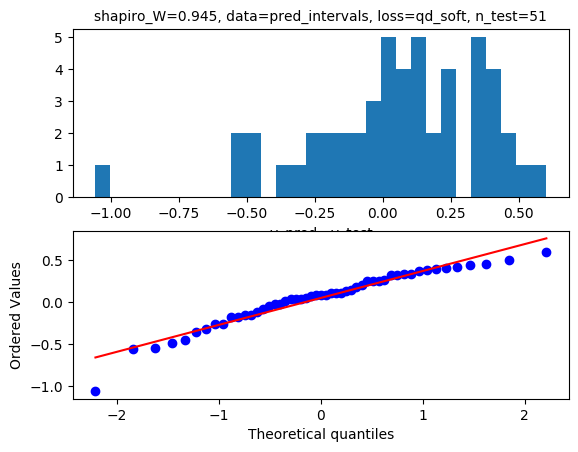 shapiro_W=0.945, data=pred_intervals, loss=qd_soft, n_test=51
5
4
3
2
1
0
−1.00 −0.75 −0.50 −0.25 0.00 0.25 0.50
Ordered Values
0.5
0.0
−0.5
−1.0
−2 −1 0 1 2
Theoretical quantiles